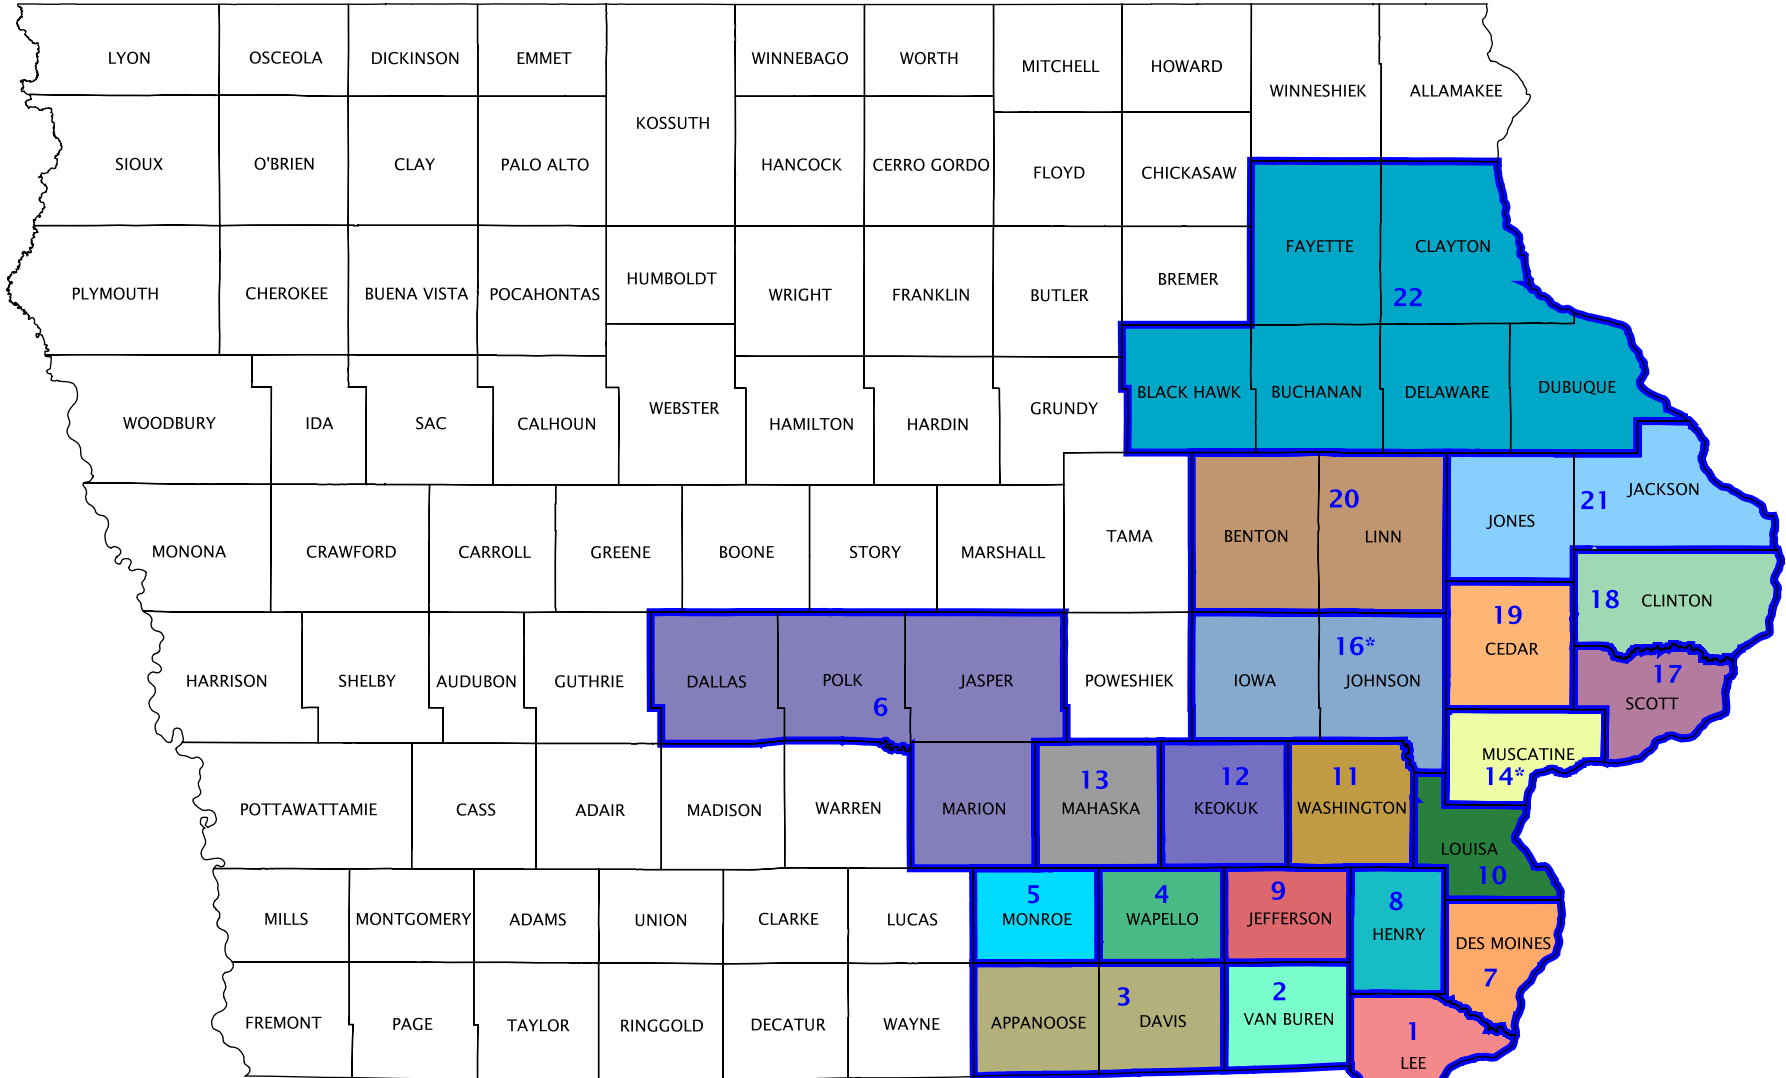 LYON OSCEOLA DICKINSON EMMET WINNEBAGO WORTH MITCHELL HOWARD
WINNESHIEK ALLAMAKEE
KOSSUTH
SIOUX O'BRIEN CLAY PALO ALTO HANCOCK CERRO GORDO FLOYD CHICKASAW
FAYETTE CLAYTON
HUMBOLDT BREMER
PLYMOUTH CHEROKEE BUENA VISTA POCAHONTAS WRIGHT FRANKLIN BUTLER 22
BLACK HAWK BUCHANAN DELAWARE DUBUQUE
WOODBURY IDA SAC CALHOUN WEBSTER HAMILTON HARDIN GRUNDY
20 21 JACKSON
JONES
MONONA CRAWFORD CARROLL GREENE BOONE STORY MARSHALL TAMA BENTON LINN
18 CLINTON
19
CEDAR
16*
HARRISON SHELBY AUDUBON GUTHRIE DALLAS POLK JASPER POWESHIEK IOWA JOHNSON 17
6 SCOTT
MUSCATINE
13 12 11 14*
POTTAWATTAMIE CASS ADAIR MADISON WARREN MARION MAHASKA KEOKUK WASHINGTON
LOUISA
10
5 4 9 8
MILLS MONTGOMERY ADAMS UNION CLARKE LUCAS MONROE WAPELLO JEFFERSON
HENRY DES MOINES
7
3 2
FREMONT PAGE TAYLOR RINGGOLD DECATUR WAYNE APPANOOSE DAVIS VAN BUREN
1
LEE